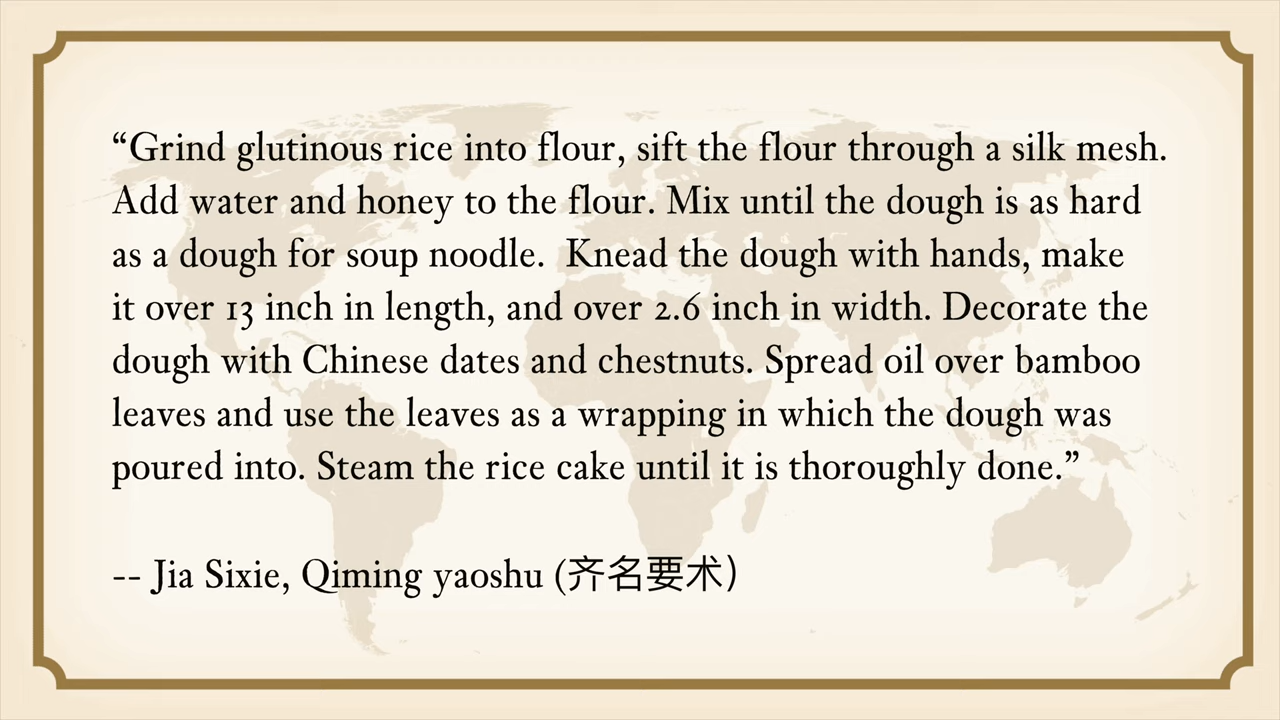 “Grind glutinous rice into flour, sift the flour through a silk mesh.
Add water and honey to the flour. Mix until the dough is as hard
as a dough for soup noodle.  Knead the dough with hands, make
it over 13 inch in length, and over 2.6 inch in width. Decorate the
dough with Chinese dates and chestnuts. Spread oil over bamboo
leaves and use the leaves as a wrapping in which the dough was
poured into. Steam the rice cake until it is thoroughly done.”
-- Jia Sixie, Qiming yaoshu (齐名要术）